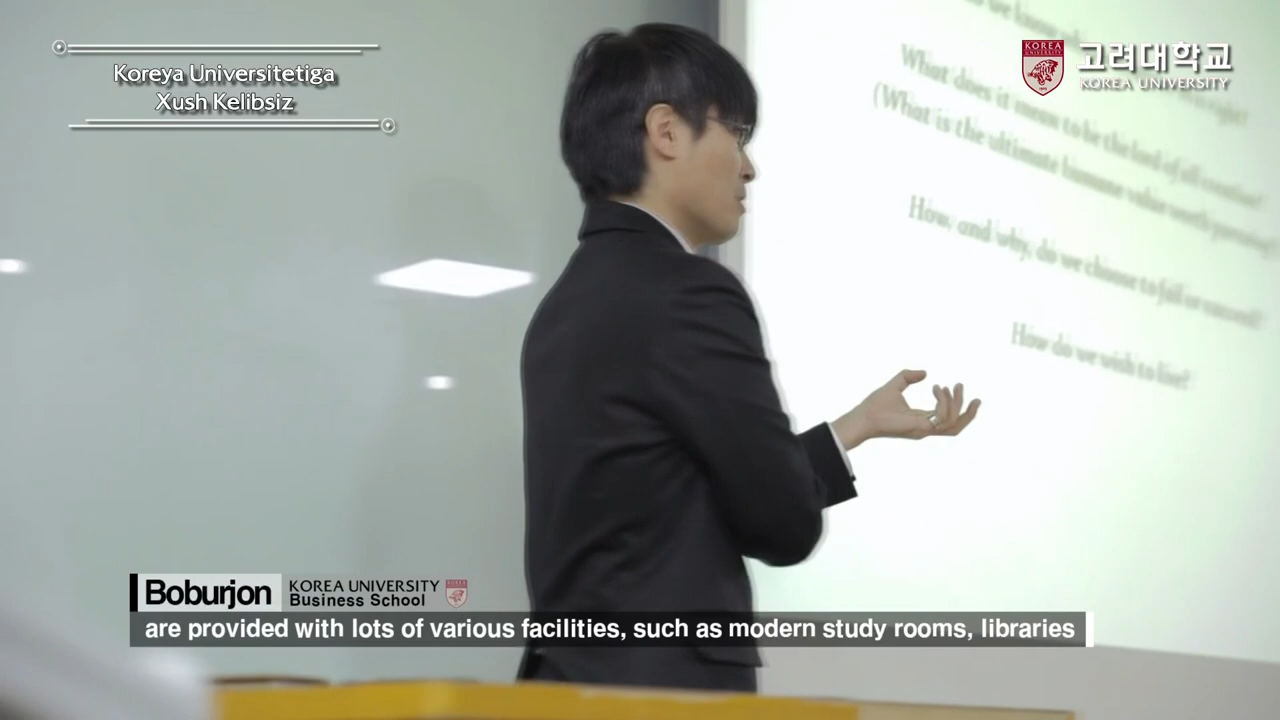 Koreya Universitetiga
Xush Kelibsiz
KOREA
UNIVERSITY
1905
고려대학교
KOREA UNIVERSITY
What does it mean to be the lord of all creation?
(What is the ultimate humane value worth pursuing?
How, and why, do we choose to fail or succeed?
How do we wish to live?
Boburjon
KOREA UNIVERSITY
Business School
are provided with lots of various facilities, such as modern study rooms, libraries